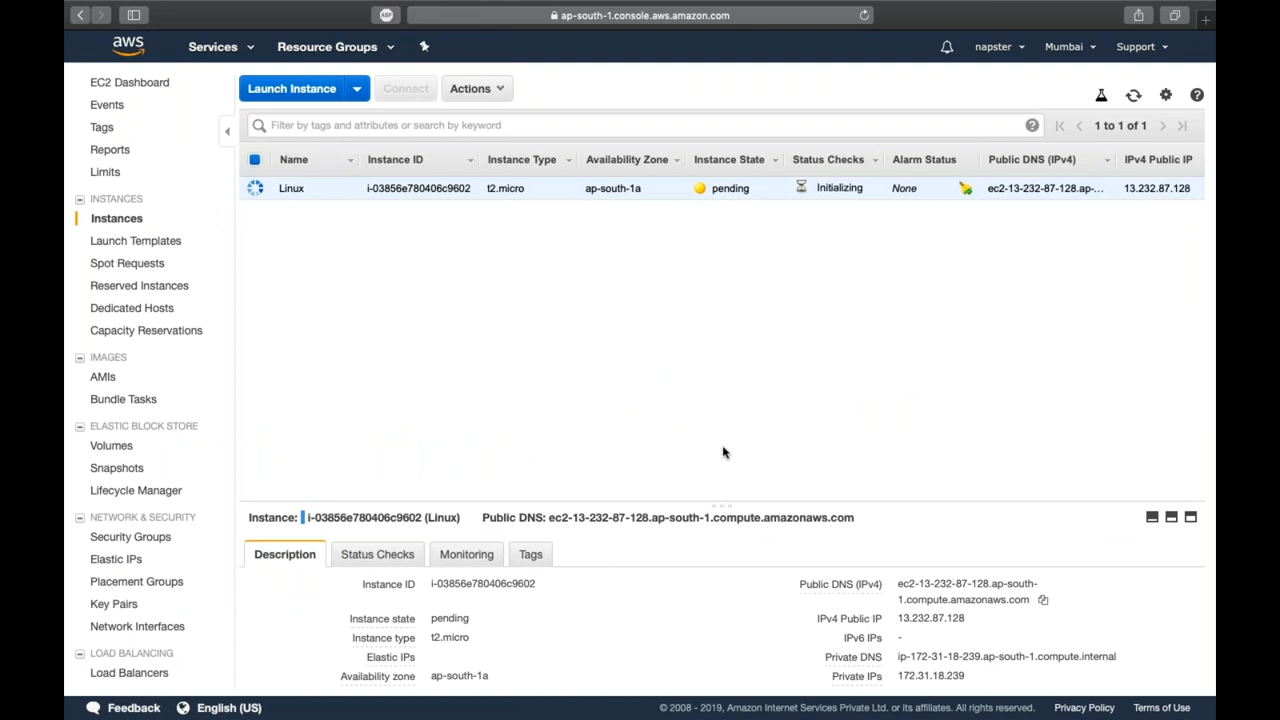 ABP
ap-south-1.console.aws.amazon.com
aws
Services
Resource Groups
napster
Mumbai
Support
EC2 Dashboard
Events
Tags
Reports
Limits
INSTANCES
Instances
Launch Templates
Spot Requests
Reserved Instances
Dedicated Hosts
Capacity Reservations
IMAGES
AMIs
Bundle Tasks
ELASTIC BLOCK STORE
Volumes
Snapshots
Lifecycle Manager
NETWORK & SECURITY
Security Groups
Elastic IPs
Placement Groups
Key Pairs
Network Interfaces
LOAD BALANCING
Load Balancers
Launch Instance
Connect
Actions
Filter by tags and attributes or search by keyword
1 to 1 of 1
Name Instance ID Instance Type Availability Zone Instance State Status Checks Alarm Status Public DNS (IPv4) IPv4 Public IP
Linux i-03856e780406c9602 t2.micro ap-south-1a pending Initializing None ec2-13-232-87-128.ap-... 13.232.87.128
Instance: i-03856e780406c9602 (Linux) Public DNS: ec2-13-232-87-128.ap-south-1.compute.amazonaws.com
Description Status Checks Monitoring Tags
Instance ID i-03856e780406c9602
Instance state pending
Instance type t2.micro
Elastic IPs
Availability zone ap-south-1a
Public DNS (IPv4) ec2-13-232-87-128.ap-south-
1.compute.amazonaws.com
IPv4 Public IP 13.232.87.128
IPv6 IPs -
Private DNS ip-172-31-18-239.ap-south-1.compute.internal
Private IPs 172.31.18.239
Feedback
English (US)
© 2008 - 2019, Amazon Internet Services Private Ltd. or its affiliates. All rights reserved.
Privacy Policy
Terms of Use